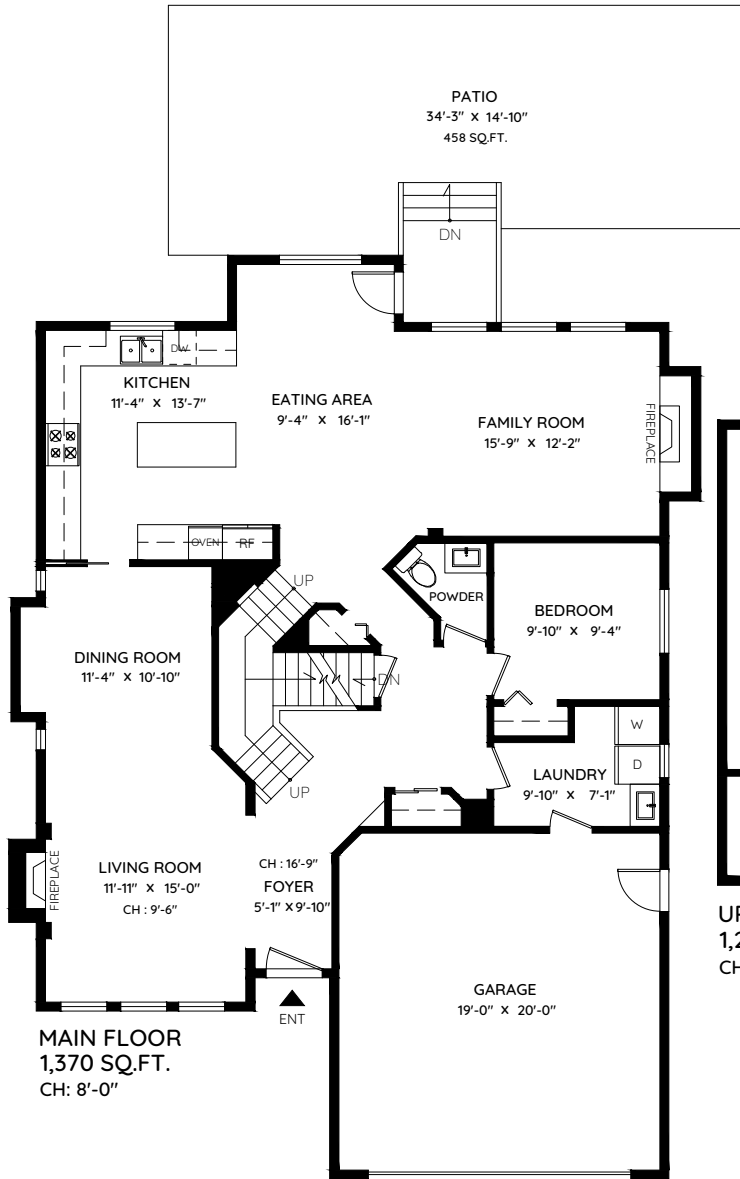 PATIO
34'-3" X 14'-10"
458 SQ.FT.
DN
DW
KITCHEN
11'-4" X 13'-7"
EATING AREA
9'-4" X 16'-1"
FAMILY ROOM
15'-9" X 12'-2"
FIREPLACE
OVEN
RF
UP
POWDER
BEDROOM
9'-10" X 9'-4"
DINING ROOM
11'-4" X 10'-10"
DN
W
D
LAUNDRY
9'-10" X 7'-1"
UP
LIVING ROOM
11'-11" X 15'-0"
CH : 9'-6"
FIREPLACE
CH : 16'-9"
FOYER
5'-1" X 9'-10"
GARAGE
19'-0" X 20'-0"
ENT
MAIN FLOOR
1,370 SQ.FT.
CH: 8'-0"
CH